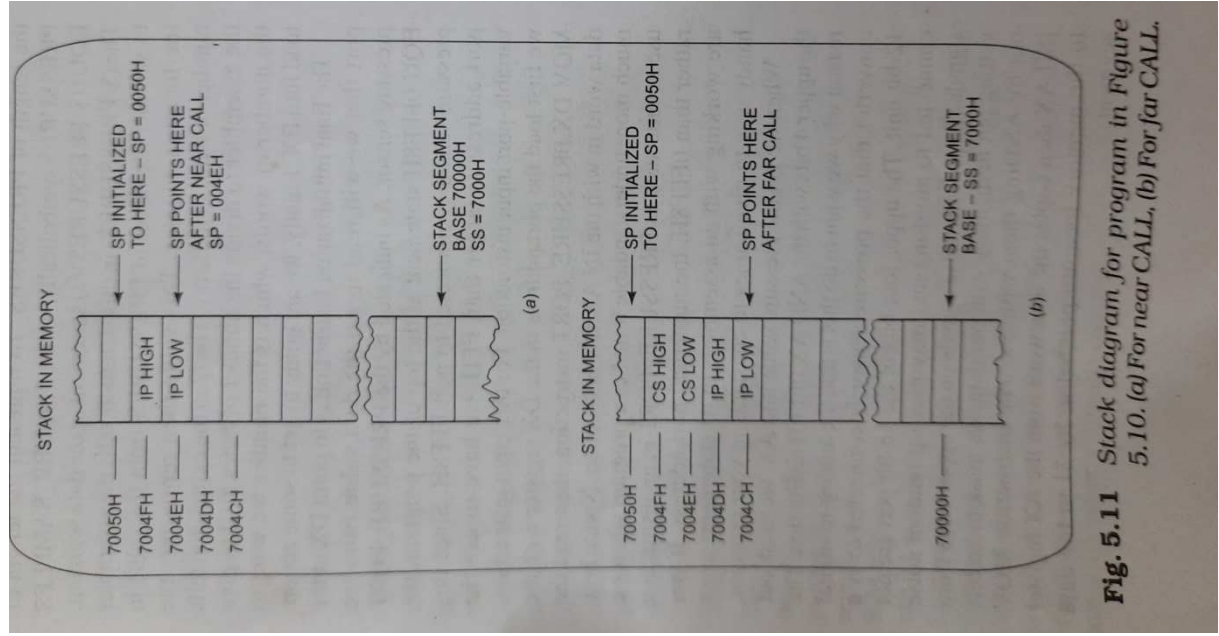 STACK IN MEMORY
70050H
SP INITIALIZED
TO HERE – SP = 0050H
7004FH
IP HIGH
7004EH
IP LOW
SP POINTS HERE
AFTER NEAR CALL
SP = 004EH
7004DH
7004CH
STACK SEGMENT
BASE 70000H
SS = 7000H
(a)
STACK IN MEMORY
70050H
SP INITIALIZED
TO HERE – SP = 0050H
7004FH
CS HIGH
7004EH
CS LOW
7004DH
IP HIGH
7004CH
IP LOW
SP POINTS HERE
AFTER FAR CALL
70000H
STACK SEGMENT
BASE – SS = 7000H
(b)
Fig. 5.11 Stack diagram for program in Figure
5.10. (a) For near CALL, (b) For far CALL.